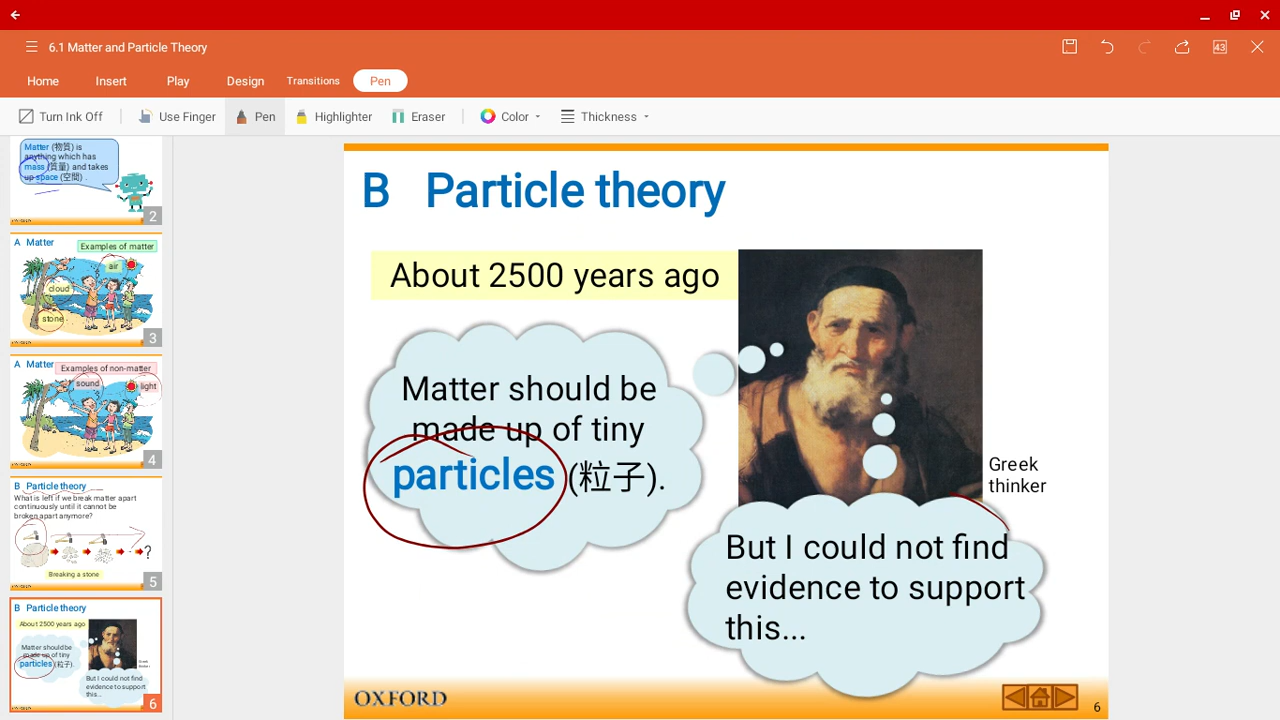 6.1 Matter and Particle Theory
43
Home Insert Play Design Transitions Pen
Turn Ink Off Use Finger Pen Highlighter Eraser Color Thickness
Matter (物質) is
anything which has
mass (質量) and takes
up space (空間).
2
A Matter
Examples of matter
air
cloud
stone
3
A Matter
Examples of non-matter
sound
light
4
B Particle theory
What is left if we break matter apart
continuously until it cannot be
broken apart anymore?
?
Breaking a stone
5
B Particle theory
About 2500 years ago
Matter should be
made up of tiny
particles (粒子).
Greek
thinker
But I could not find
evidence to support
this...
6
B Particle theory
About 2500 years ago
Matter should be
made up of tiny
particles (粒子).
Greek
thinker
But I could not find
evidence to support
this...
OXFORD
6